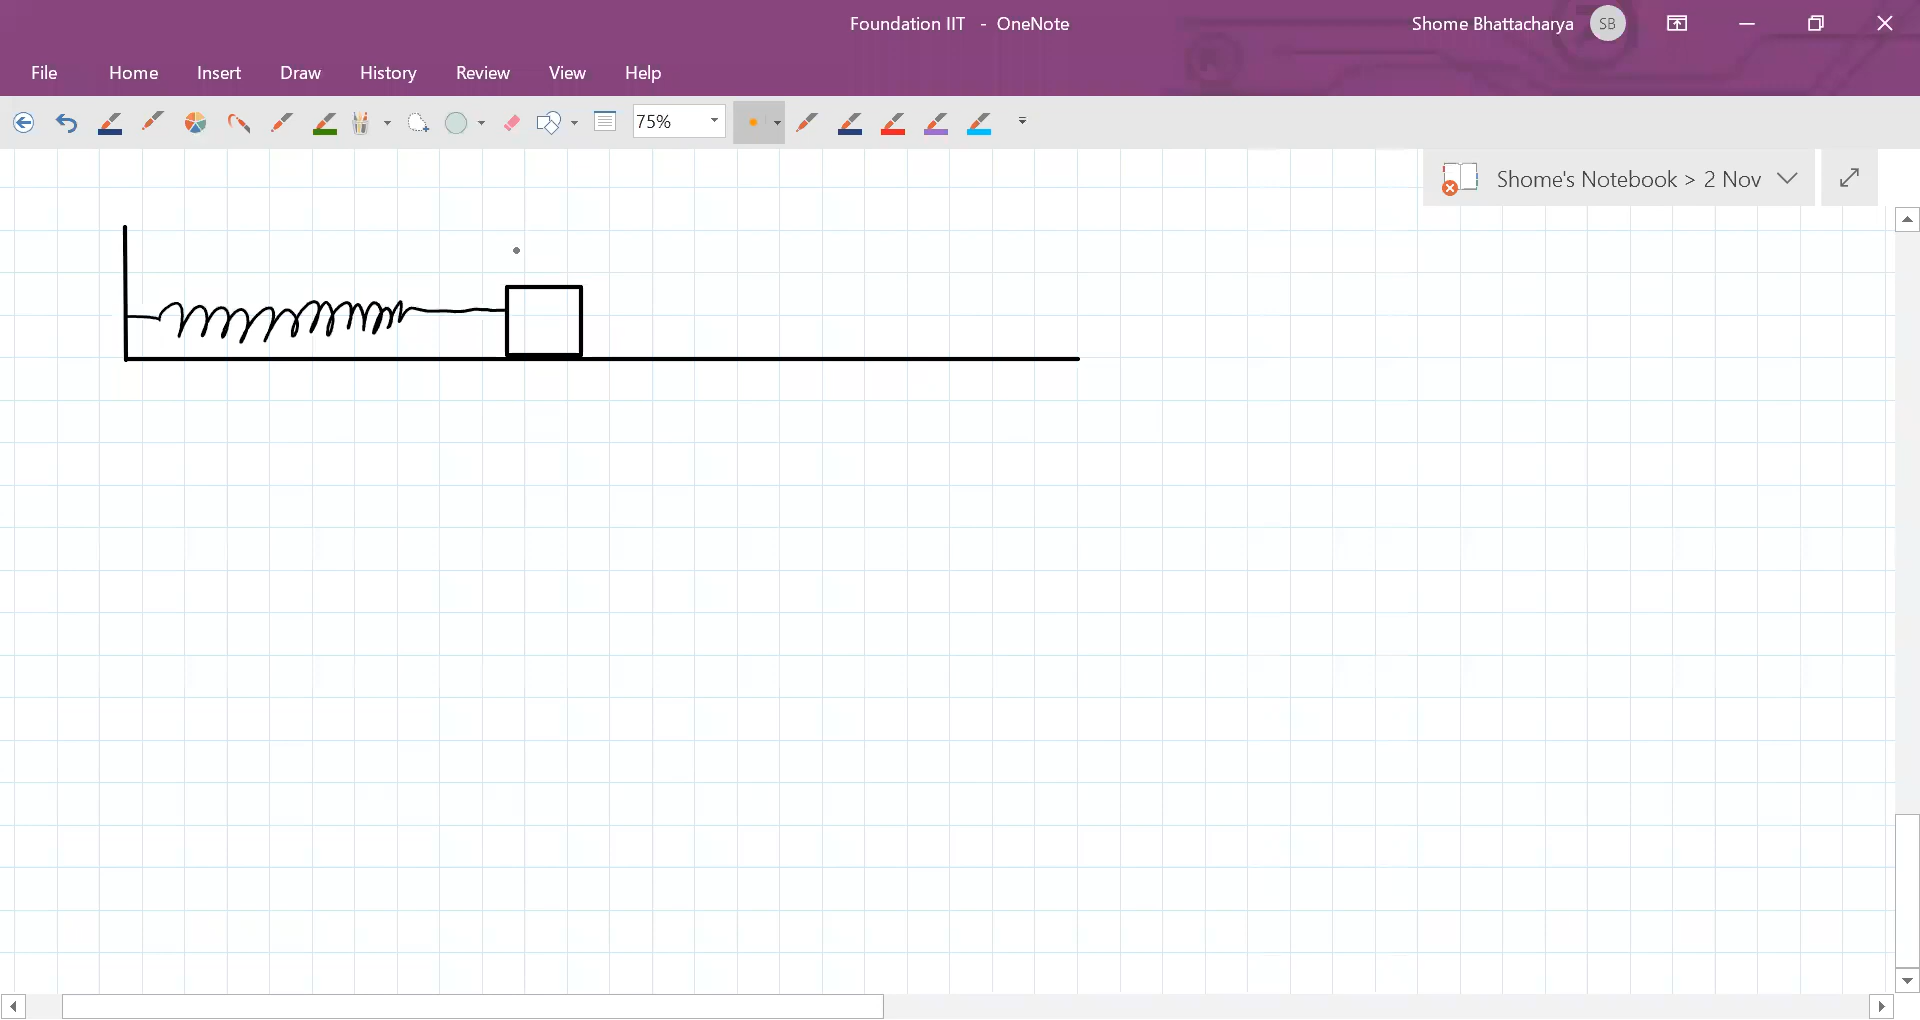 Foundation IIT - OneNote
Shome Bhattacharya SB
File Home Insert Draw History Review View Help
75%
Shome's Notebook > 2 Nov